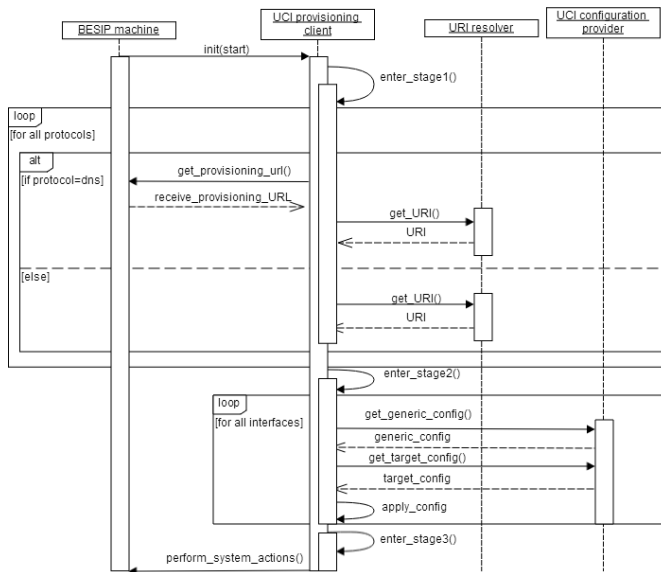 BESIP machine
UCI provisioning
client
URI resolver
UCI configuration
provider
init(start)
enter_stage1()
loop
[for all protocols]
alt
[if protocol=dns]
get_provisioning_url()
receive_provisioning_URL
get_URI()
URI
[else]
get_URI()
URI
enter_stage2()
loop
[for all interfaces]
get_generic_config()
generic_config
get_target_config()
target_config
apply_config
enter_stage3()
perform_system_actions()